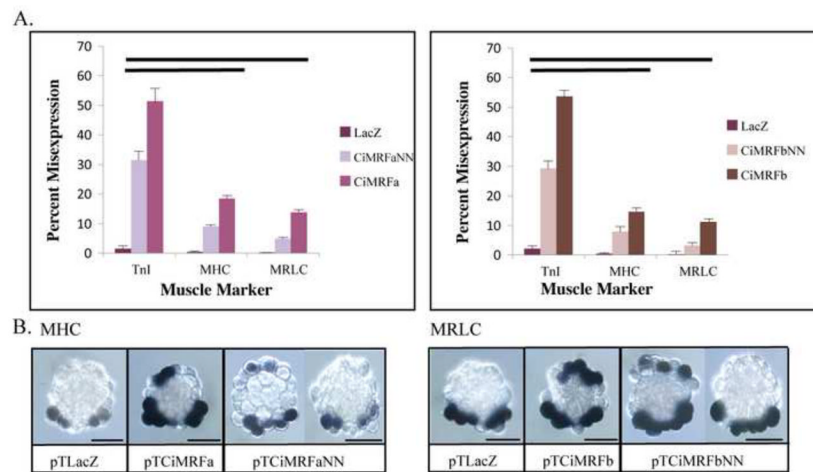 A.
70
60
50
40
30
20
10
0
Percent Misexpression
TnI MHC MRLC
Muscle Marker
LacZ
CiMRFaNN
CiMRFa
70
60
50
40
30
20
10
0
Percent Misexpression
TnI MHC MRLC
Muscle Marker
LacZ
CiMRFbNN
CiMRFb
B. MHC
pTLacZ pTCiMRFa pTCiMRFaNN
MRLC
pTLacZ pTCiMRFb pTCiMRFbNN